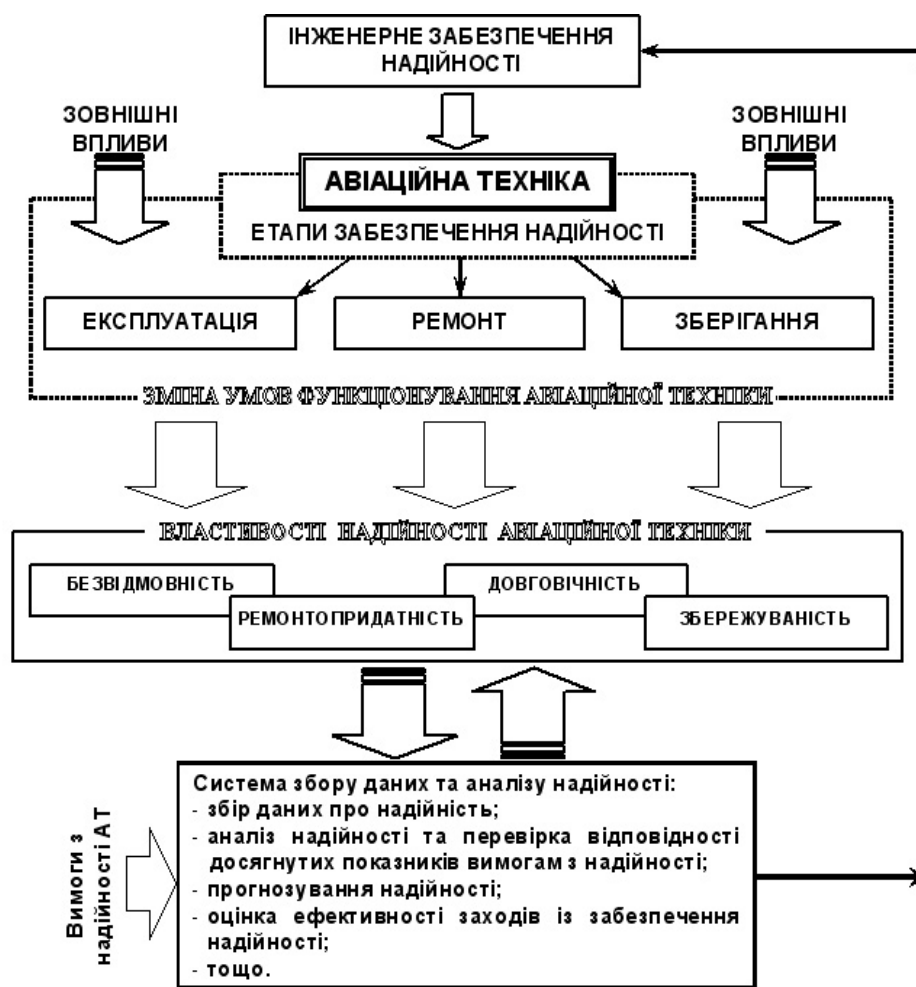 ІНЖЕНЕРНЕ ЗАБЕЗПЕЧЕННЯ
НАДІЙНОСТІ
ЗОВНІШНІ
ВПЛИВИ
ЗОВНІШНІ
ВПЛИВИ
АВІАЦІЙНА ТЕХНІКА
ЕТАПИ ЗАБЕЗПЕЧЕННЯ НАДІЙНОСТІ
ЕКСПЛУАТАЦІЯ
РЕМОНТ
ЗБЕРІГАННЯ
ЗМІНА УМОВ ФУНКЦІОНУВАННЯ АВІАЦІЙНОЇ ТЕХНІКИ
ВЛАСТИВОСТІ НАДІЙНОСТІ АВІАЦІЙНОЇ ТЕХНІКИ
БЕЗВІДМОВНІСТЬ
ДОВГОВІЧНІСТЬ
РЕМОНТОПРИДАТНІСТЬ
ЗБЕРЕЖУВАНІСТЬ
Вимоги з
надійності АТ
Система збору даних та аналізу надійності:
- збір даних про надійність;
- аналіз надійності та перевірка відповідності
досягнутих показників вимогам з надійності;
- прогнозування надійності;
- оцінка ефективності заходів із забезпечення
надійності;
- тощо.